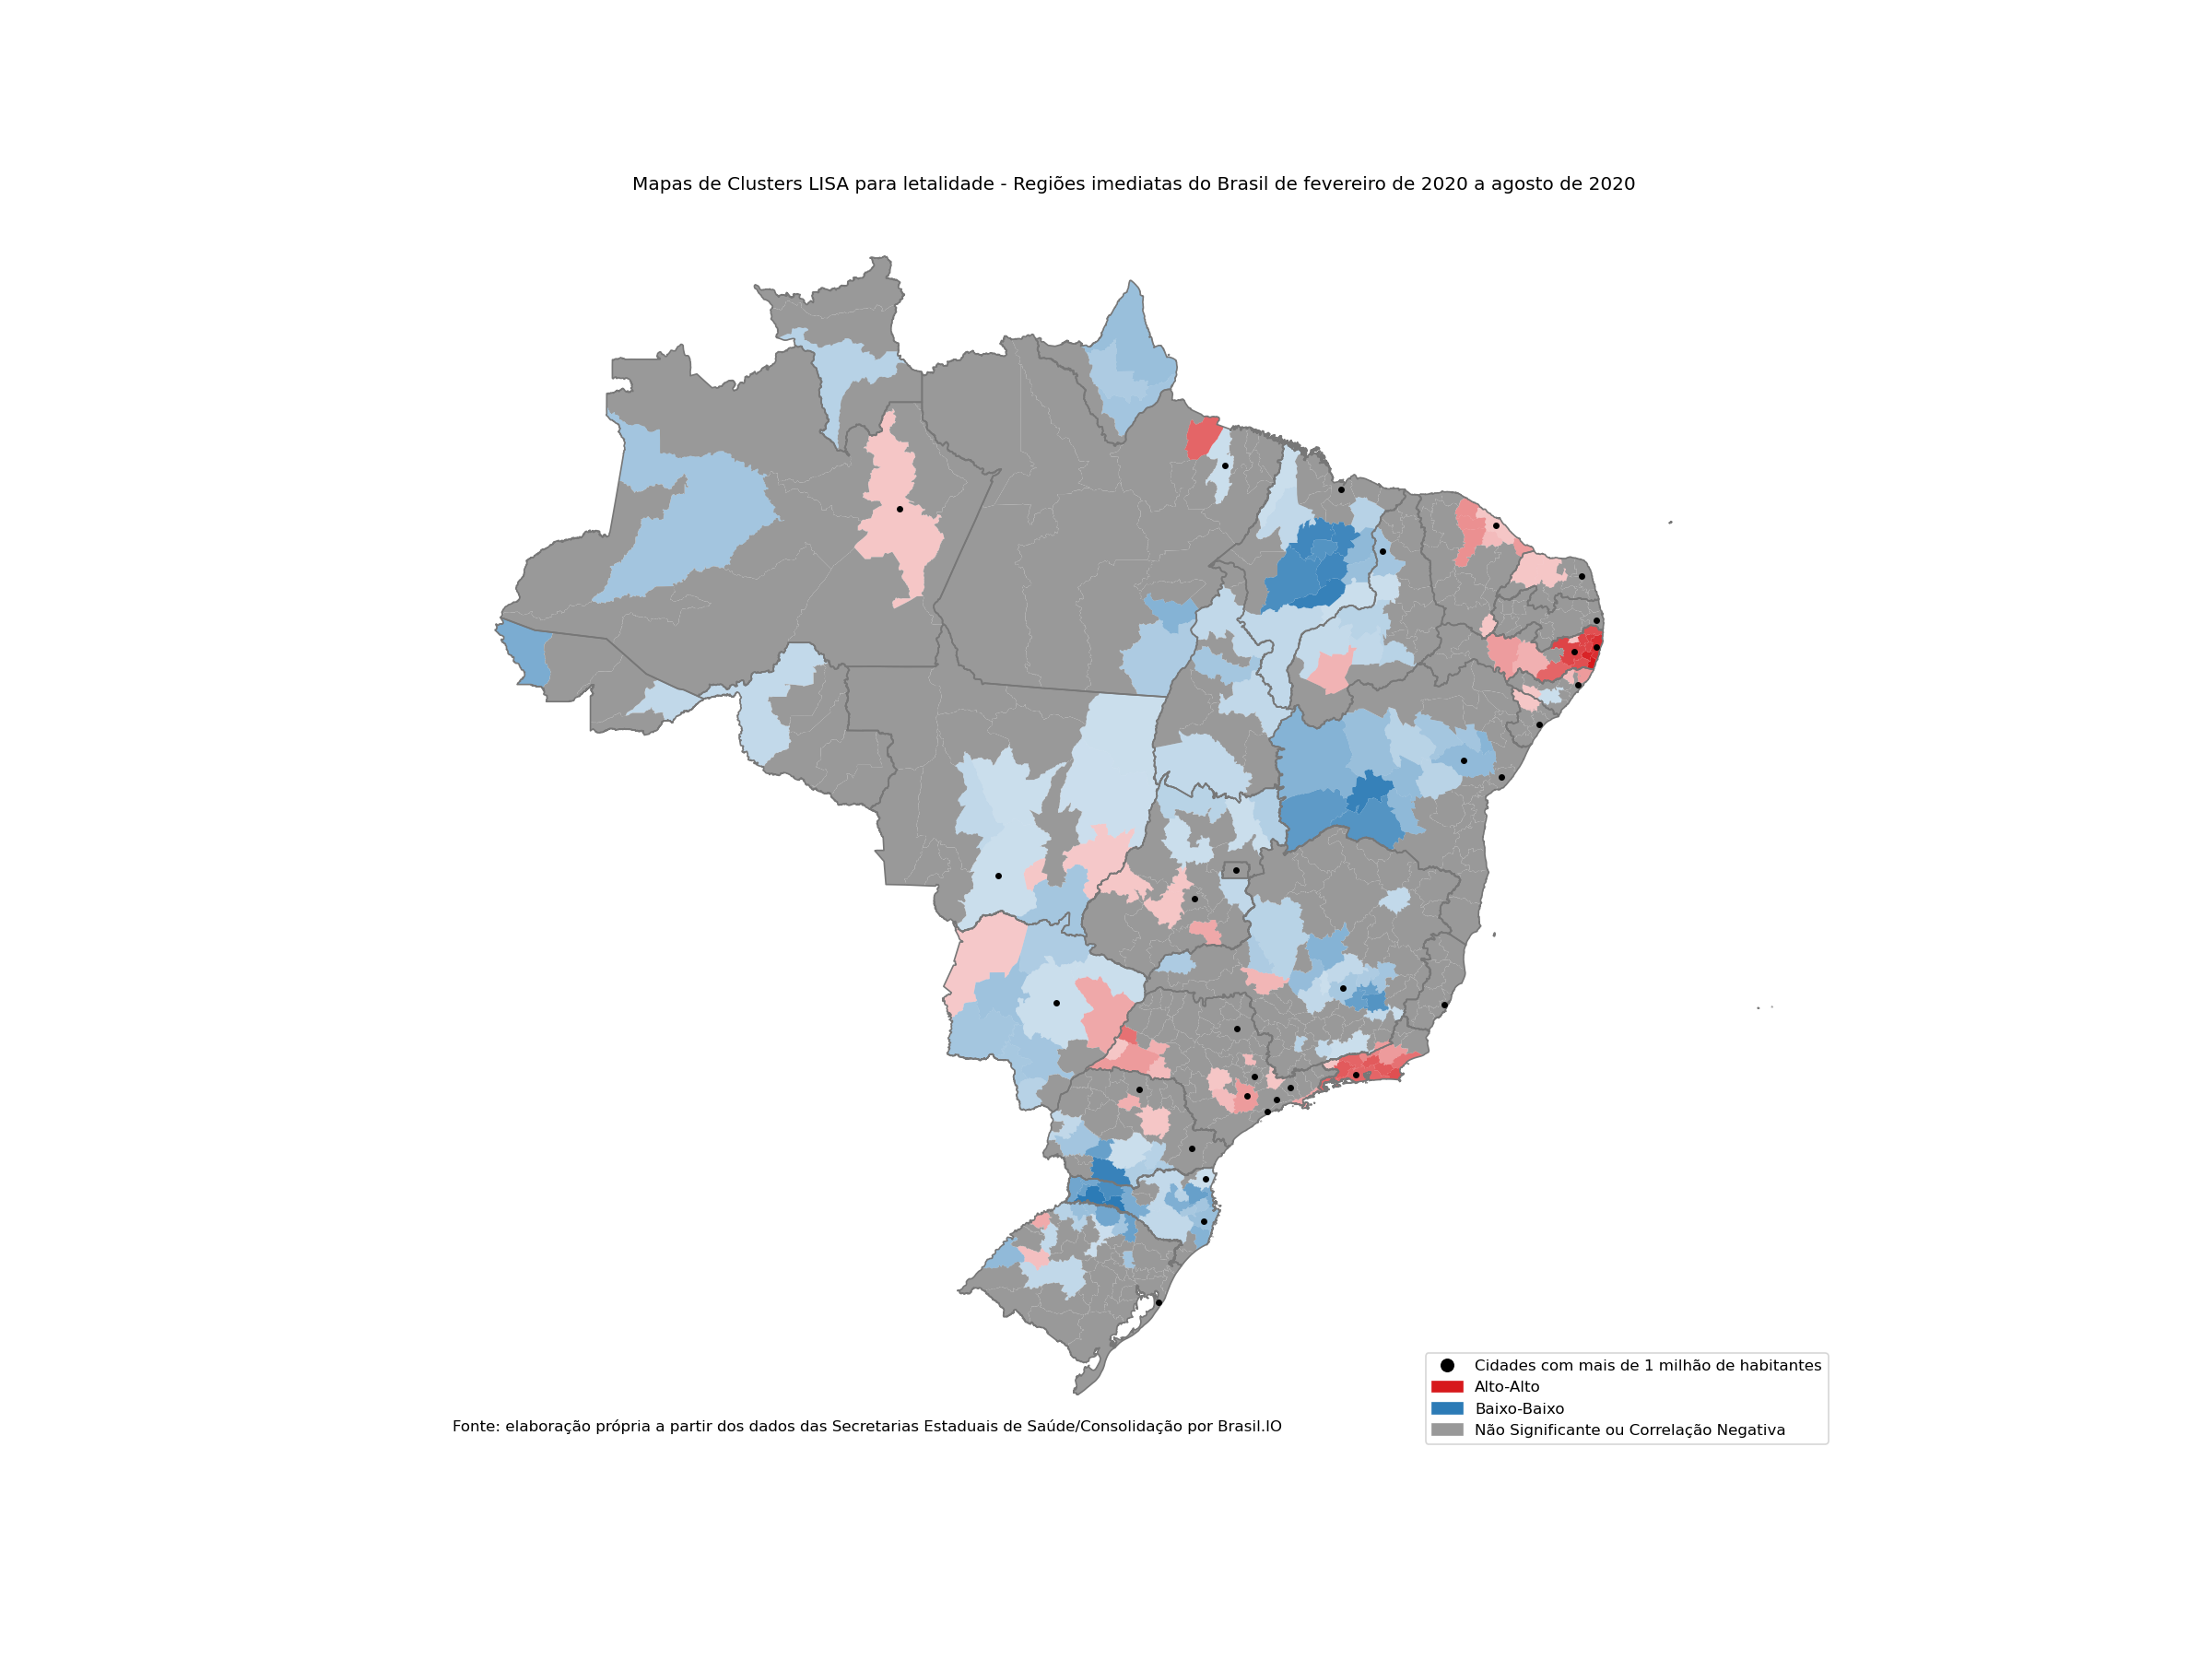 Mapas de Clusters LISA para letalidade - Regiões imediatas do Brasil de fevereiro de 2020 a agosto de 2020
Cidades com mais de 1 milhão de habitantes
Alto-Alto
Baixo-Baixo
Não Significante ou Correlação Negativa
Fonte: elaboração própria a partir dos dados das Secretarias Estaduais de Saúde/Consolidação por Brasil.IO